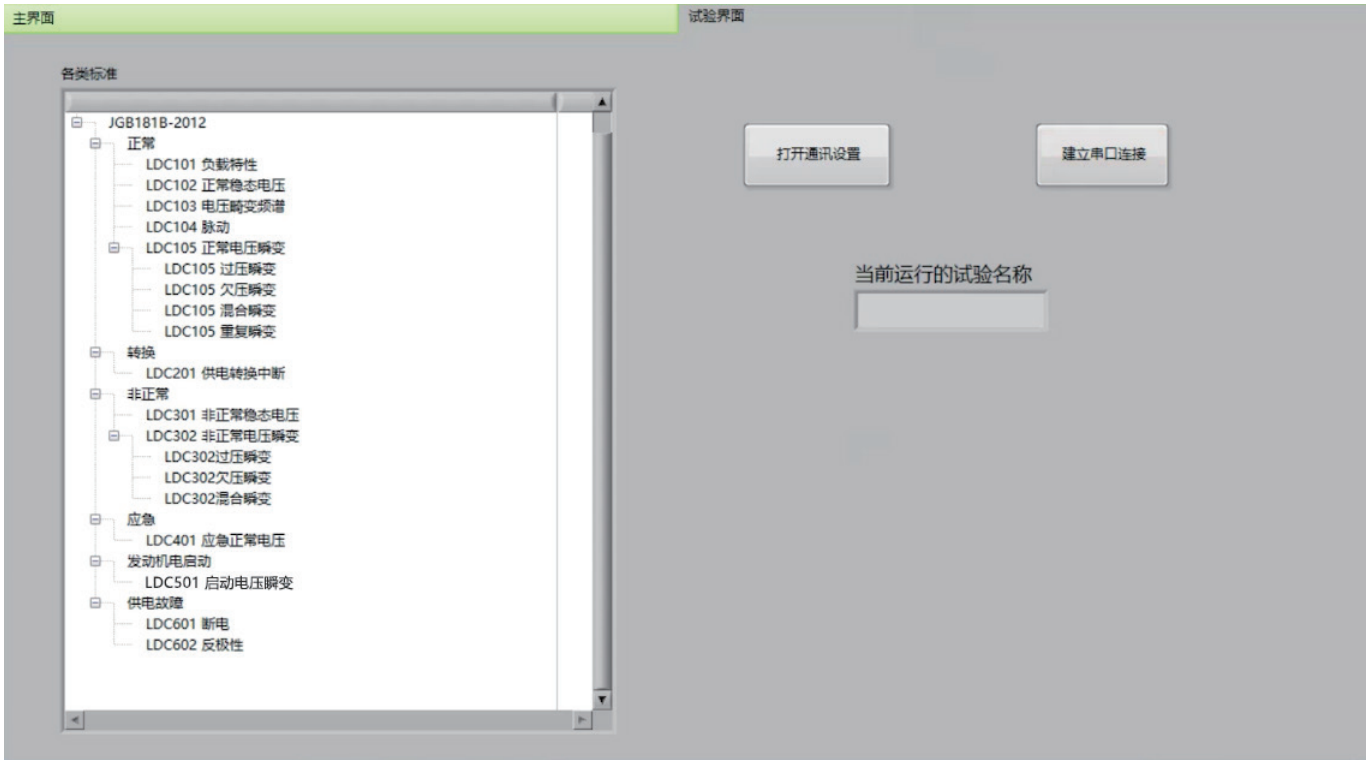 主界面
试验界面
各类标准
JGB181B-2012
正常
LDC101 负载特性
LDC102 正常稳态电压
LDC103 电压畸变频谱
LDC104 脉动
LDC105 正常电压瞬变
LDC105 过压瞬变
LDC105 欠压瞬变
LDC105 混合瞬变
LDC105 重复瞬变
转换
LDC201 供电转换中断
非正常
LDC301 非正常稳态电压
LDC302 非正常电压瞬变
LDC302过压瞬变
LDC302欠压瞬变
LDC302混合瞬变
应急
LDC401 应急正常电压
发动机电启动
LDC501 启动电压瞬变
供电故障
LDC601 断电
LDC602 反极性
打开通讯设置
建立串口连接
当前运行的试验名称